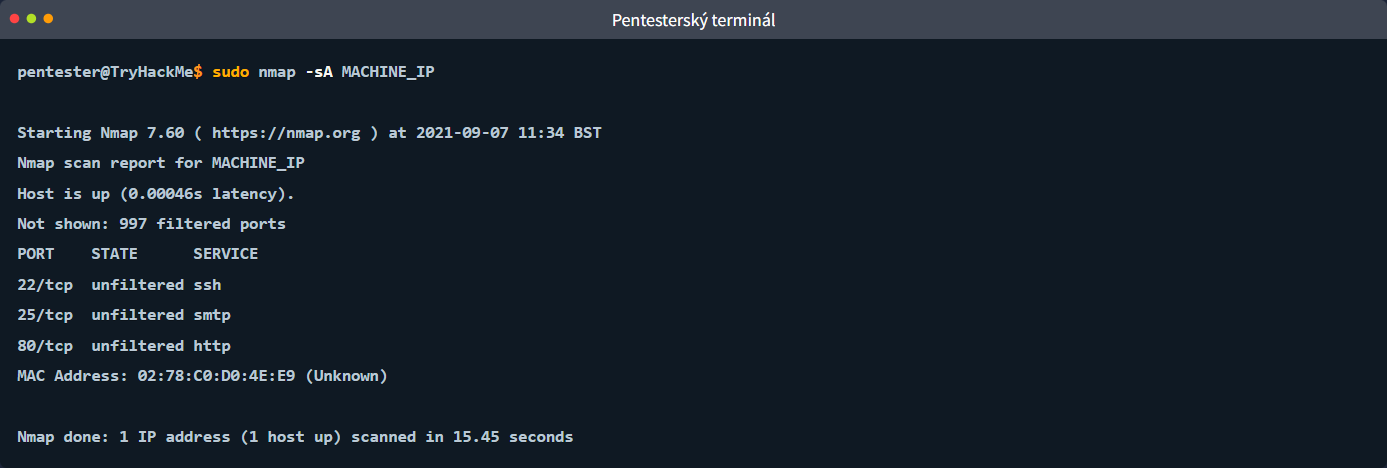 Pentesterský terminál
pentester@TryHackMe$ sudo nmap -sA MACHINE_IP
Starting Nmap 7.60 ( https://nmap.org ) at 2021-09-07 11:34 BST
Nmap scan report for MACHINE_IP
Host is up (0.00046s latency).
Not shown: 997 filtered ports
PORT    STATE      SERVICE
22/tcp  unfiltered ssh
25/tcp  unfiltered smtp
80/tcp  unfiltered http
MAC Address: 02:78:C0:D0:4E:E9 (Unknown)
Nmap done: 1 IP address (1 host up) scanned in 15.45 seconds